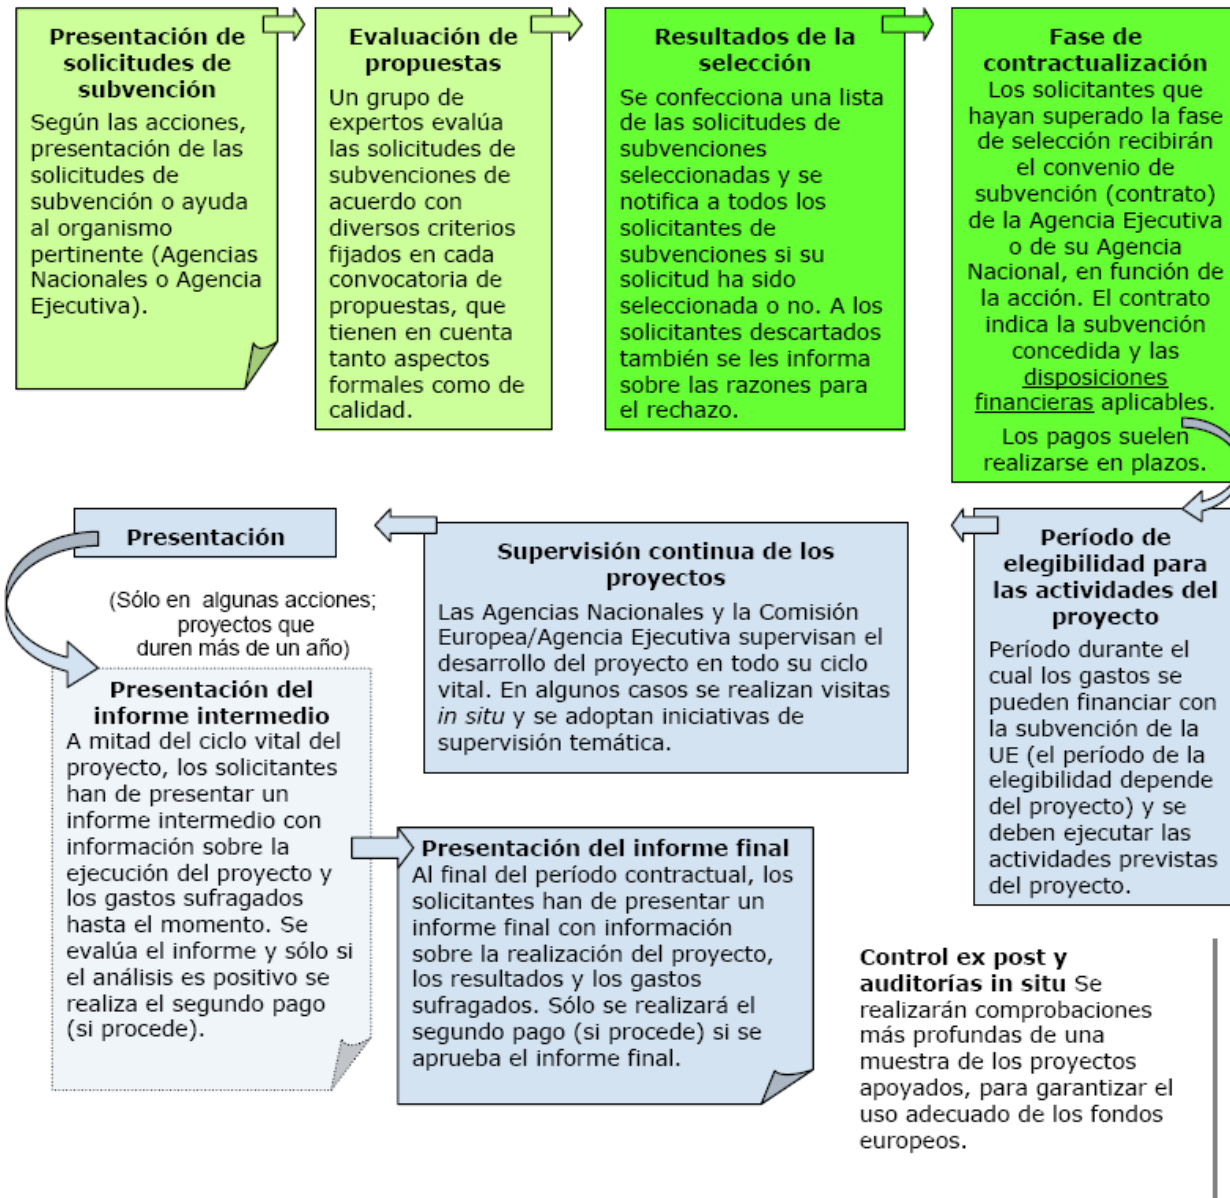 Presentación de
solicitudes de
subvención
Según las acciones,
presentación de las
solicitudes de
subvención o ayuda
al organismo
pertinente (Agencias
Nacionales o Agencia
Ejecutiva).
Evaluación de
propuestas
Un grupo de
expertos evalúa
las solicitudes de
subvenciones de
acuerdo con
diversos criterios
fijados en cada
convocatoria de
propuestas, que
tienen en cuenta
tanto aspectos
formales como de
calidad.
Resultados de la
selección
Se confecciona una lista
de las solicitudes de
subvenciones
seleccionadas y se
notifica a todos los
solicitantes de
subvenciones si su
solicitud ha sido
seleccionada o no. A los
solicitantes descartados
también se les informa
sobre las razones para
el rechazo.
Fase de
contractualización
Los solicitantes que
hayan superado la fase
de selección recibirán
el convenio de
subvención (contrato)
de la Agencia Ejecutiva
o de su Agencia
Nacional, en función de
la acción. El contrato
indica la subvención
concedida y las
disposiciones
financieras aplicables.
Los pagos suelen
realizarse en plazos.
Período de
elegibilidad para
las actividades del
proyecto
Período durante el
cual los gastos se
pueden financiar con
la subvención de la
UE (el período de la
elegibilidad depende
del proyecto) y se
deben ejecutar las
actividades previstas
del proyecto.
Supervisión continua de los
proyectos
Las Agencias Nacionales y la Comisión
Europea/Agencia Ejecutiva supervisan el
desarrollo del proyecto en todo su ciclo
vital. En algunos casos se realizan visitas
in situ y se adoptan iniciativas de
supervisión temática.
Presentación
(Sólo en algunas acciones;
proyectos que
duren más de un año)
Presentación del
informe intermedio
A mitad del ciclo vital del
proyecto, los solicitantes
han de presentar un
informe intermedio con
información sobre la
ejecución del proyecto y
los gastos sufragados
hasta el momento. Se
evalúa el informe y sólo si
el análisis es positivo se
realiza el segundo pago
(si procede).
Presentación del informe final
Al final del período contractual, los
solicitantes han de presentar un
informe final con información
sobre la realización del proyecto,
los resultados y los gastos
sufragados. Sólo se realizará el
segundo pago (si procede) si se
aprueba el informe final.
Control ex post y
auditorías in situ Se
realizarán comprobaciones
más profundas de una
muestra de los proyectos
apoyados, para garantizar el
uso adecuado de los fondos
europeos.